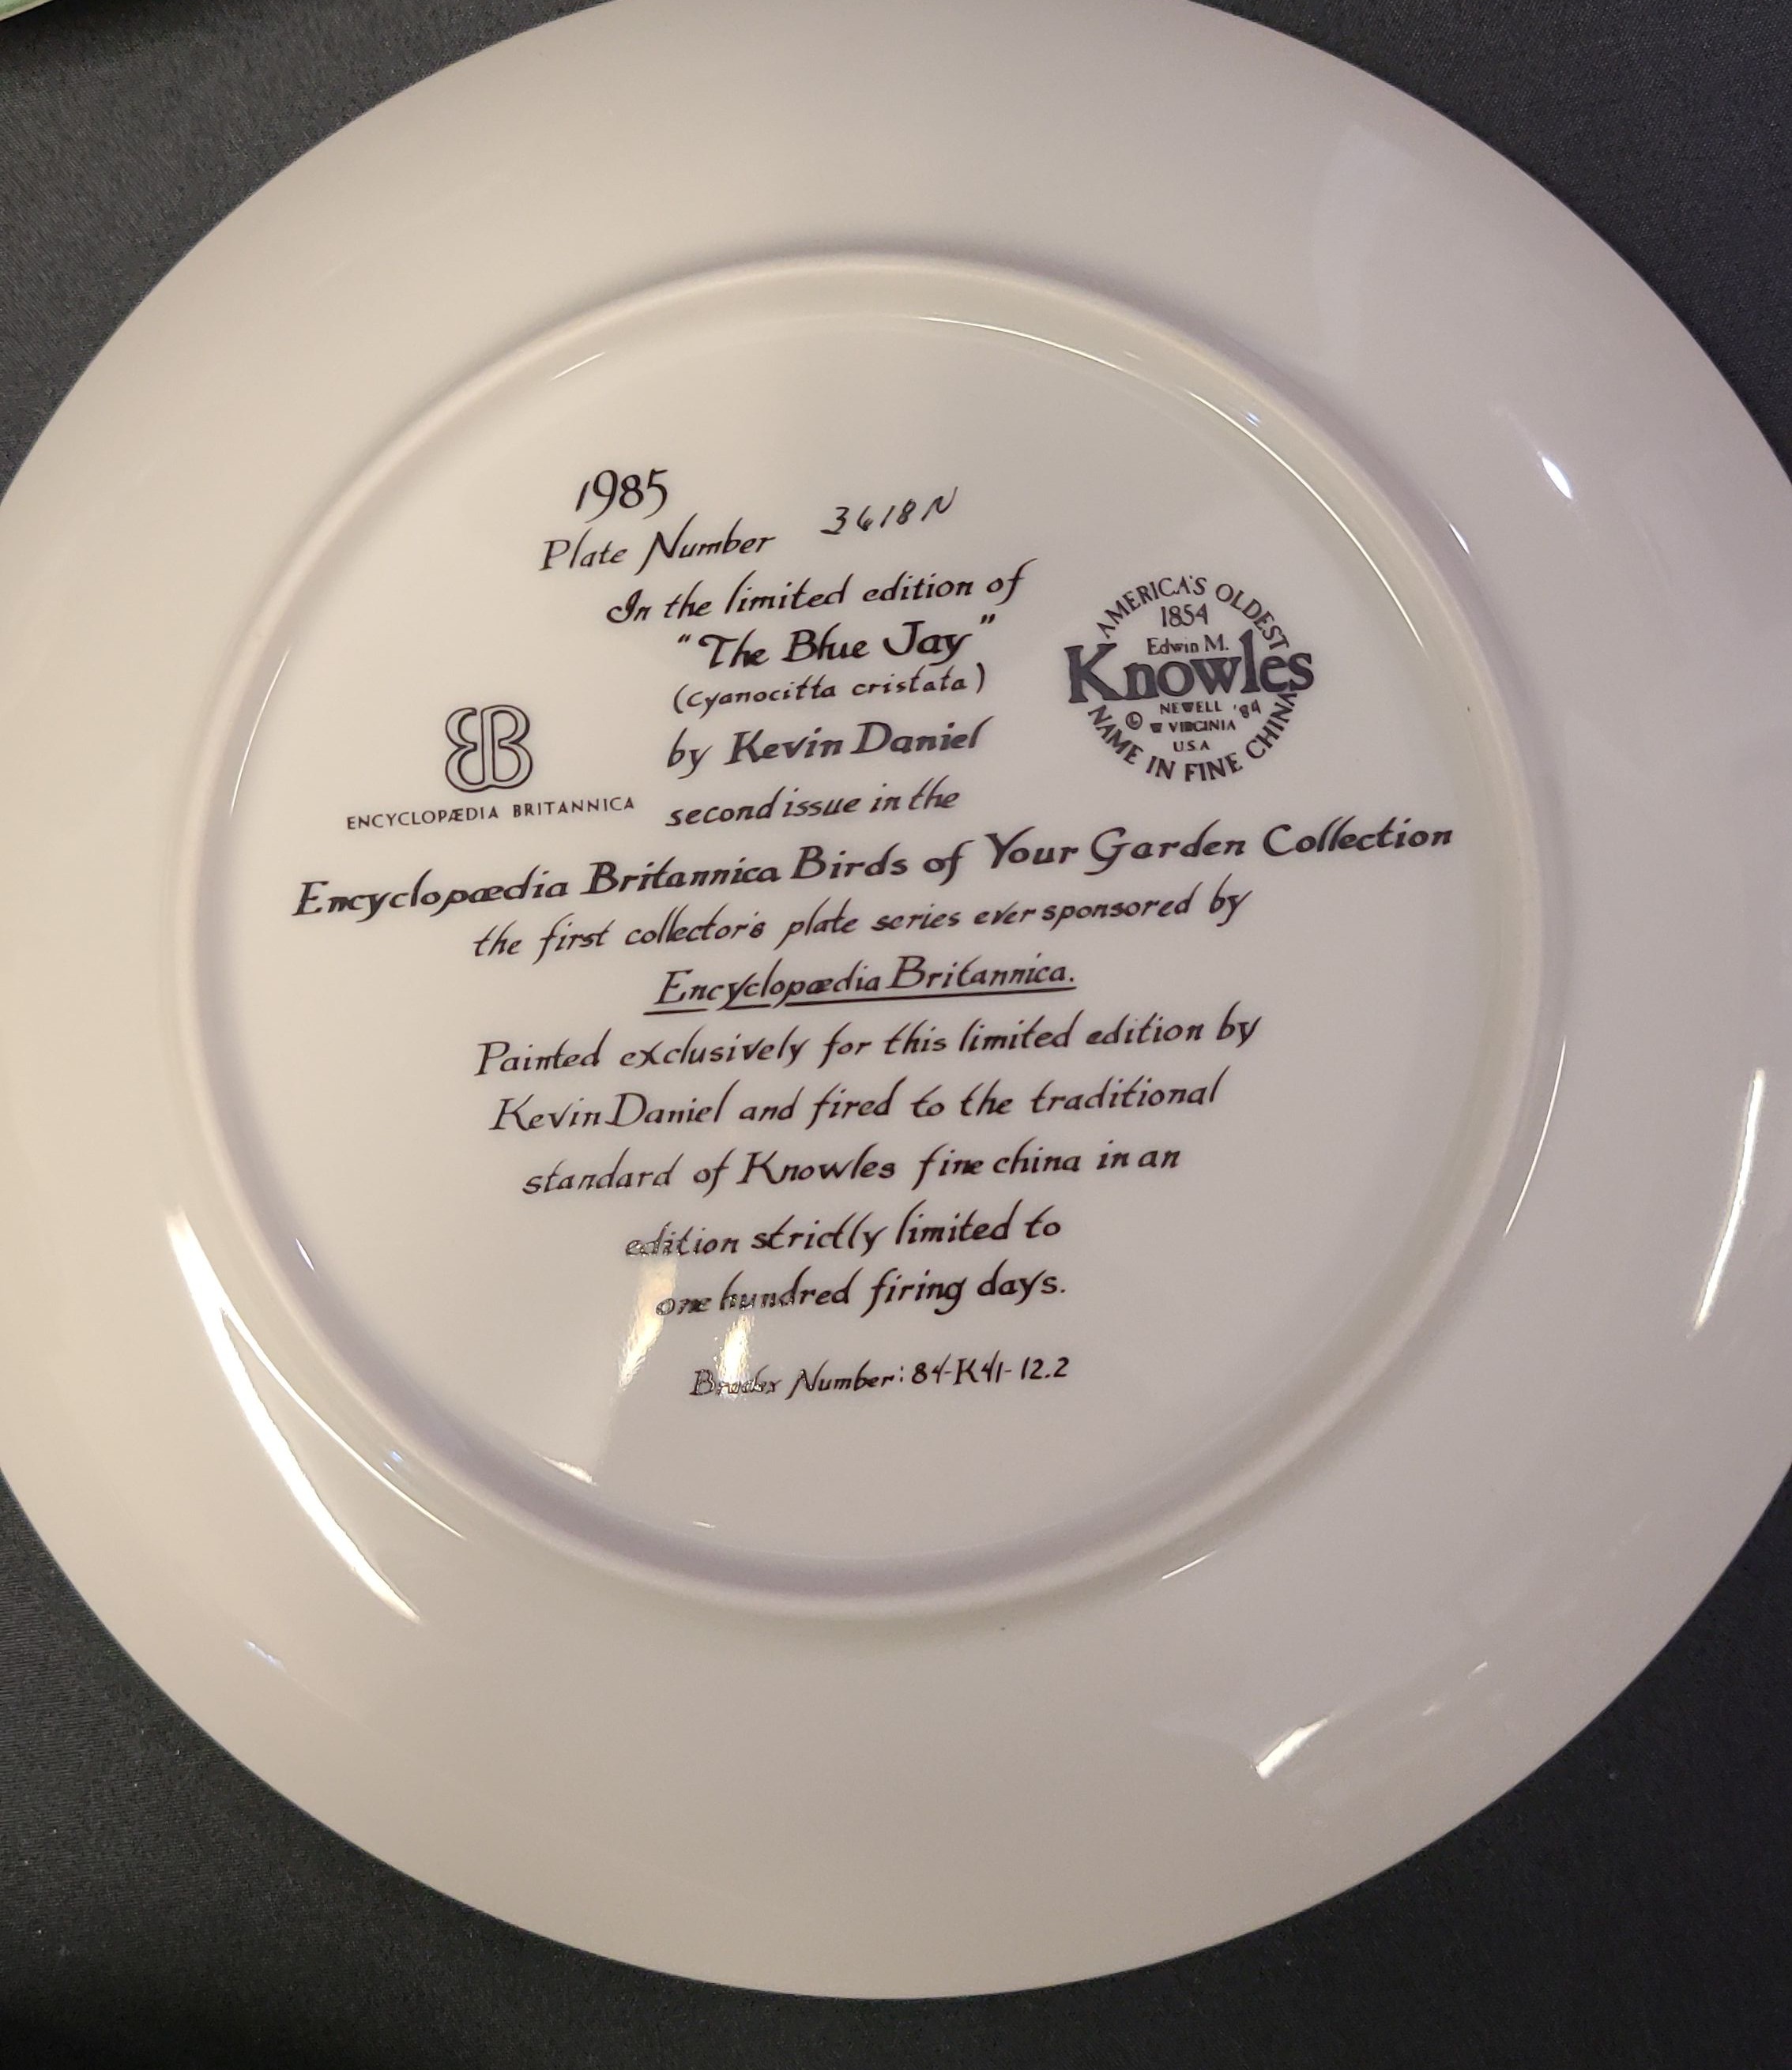 1985
Plate Number 3618N
In the limited edition of
"The Blue Jay"
(Cyanocitta cristata)
by Kevin Daniel
second issue in the
Encyclopædia Britannica Birds of Your Garden Collection
the first collector's plate series ever sponsored by
Encyclopædia Britannica.
Painted exclusively for this limited edition by
Kevin Daniel and fired to the traditional
standard of Knowles fine china in an
edition strictly limited to
one hundred firing days.
Bradex Number: 84-K41-12.2
EB
ENCYCLOPÆDIA BRITANNICA
AMERICA'S OLDEST
1854
Edwin M.
Knowles
NEWELL '84
© W VIRGINIA
U.S.A
NAME IN FINE CHINA